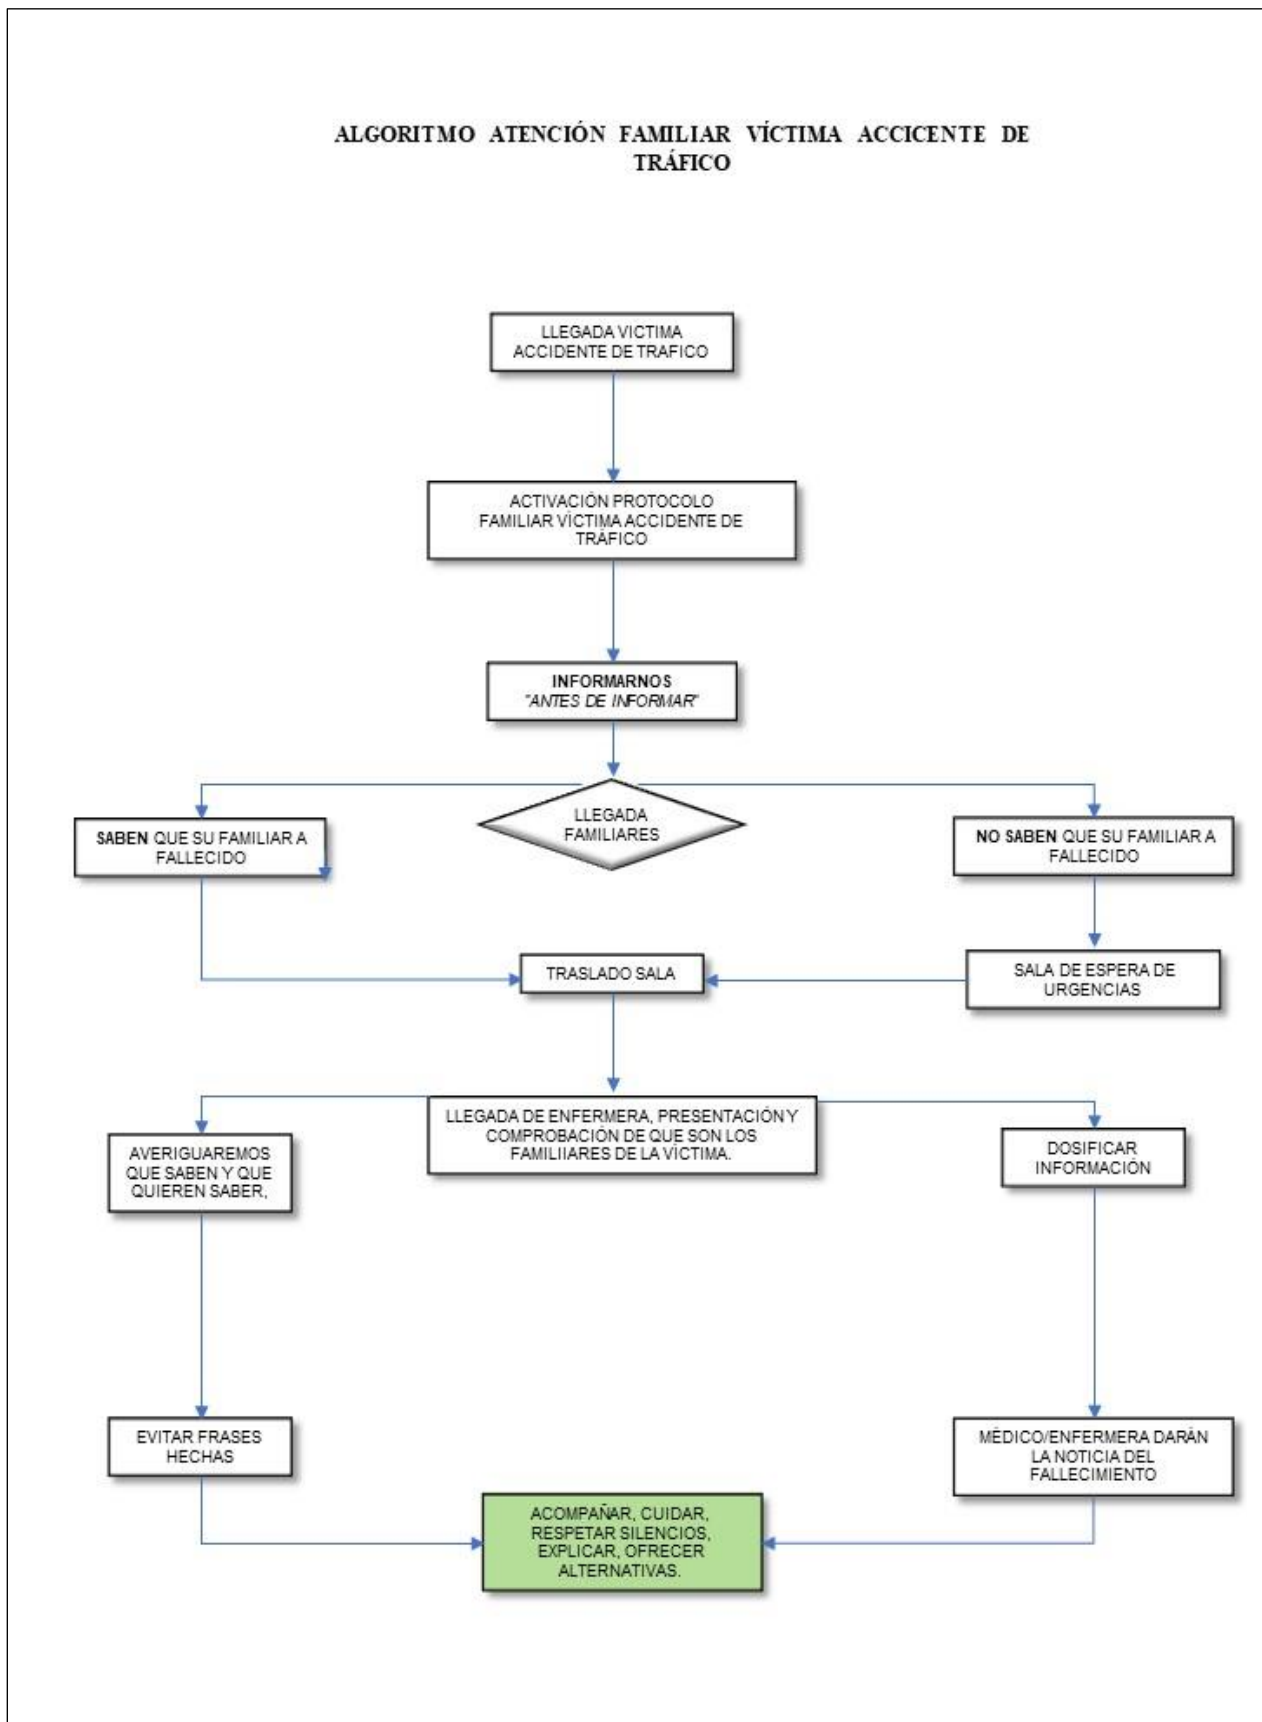 ALGORITMO ATENCIÓN FAMILIAR VÍCTIMA ACCICENTE DE
TRÁFICO
LLEGADA VICTIMA
ACCIDENTE DE TRAFICO
ACTIVACIÓN PROTOCOLO
FAMILIAR VÍCTIMA ACCIDENTE DE
TRÁFICO
INFORMARNOS
"ANTES DE INFORMAR"
LLEGADA
FAMILIARES
SABEN QUE SU FAMILIAR A
FALLECIDO
NO SABEN QUE SU FAMILIAR A
FALLECIDO
TRASLADO SALA
SALA DE ESPERA DE
URGENCIAS
LLEGADA DE ENFERMERA, PRESENTACIÓN Y
COMPROBACIÓN DE QUE SON LOS
FAMILIIARES DE LA VÍCTIMA.
AVERIGUAREMOS
QUE SABEN Y QUE
QUIEREN SABER,
DOSIFICAR
INFORMACIÓN
EVITAR FRASES
HECHAS
MÉDICO/ENFERMERA DARÁN
LA NOTICIA DEL
FALLECIMIENTO
ACOMPAÑAR, CUIDAR,
RESPETAR SILENCIOS,
EXPLICAR, OFRECER
ALTERNATIVAS.